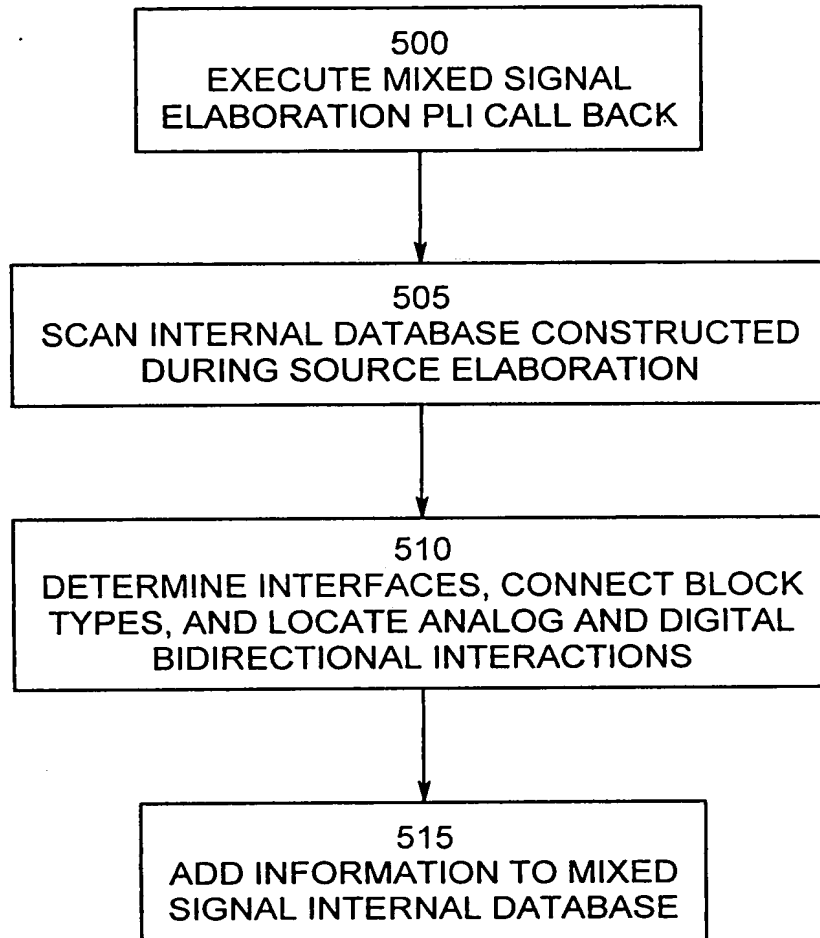 500
EXECUTE MIXED SIGNAL
ELABORATION PLI CALL BACK
505
SCAN INTERNAL DATABASE CONSTRUCTED
DURING SOURCE ELABORATION
510
DETERMINE INTERFACES, CONNECT BLOCK
TYPES, AND LOCATE ANALOG AND DIGITAL
BIDIRECTIONAL INTERACTIONS
515
ADD INFORMATION TO MIXED
SIGNAL INTERNAL DATABASE